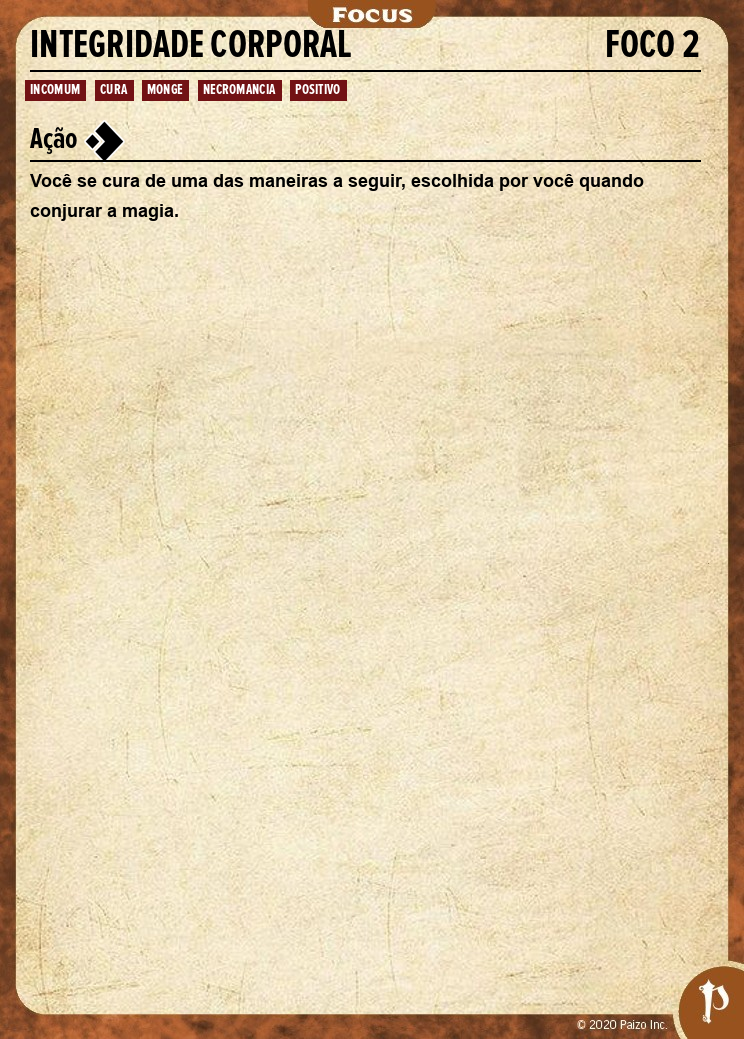 Focus
INTEGRIDADE CORPORAL FOCO 2
INCOMUM CURA MONGE NECROMANCIA POSITIVO
Ação
Você se cura de uma das maneiras a seguir, escolhida por você quando
conjurar a magia.
© 2020 Paizo Inc.
P